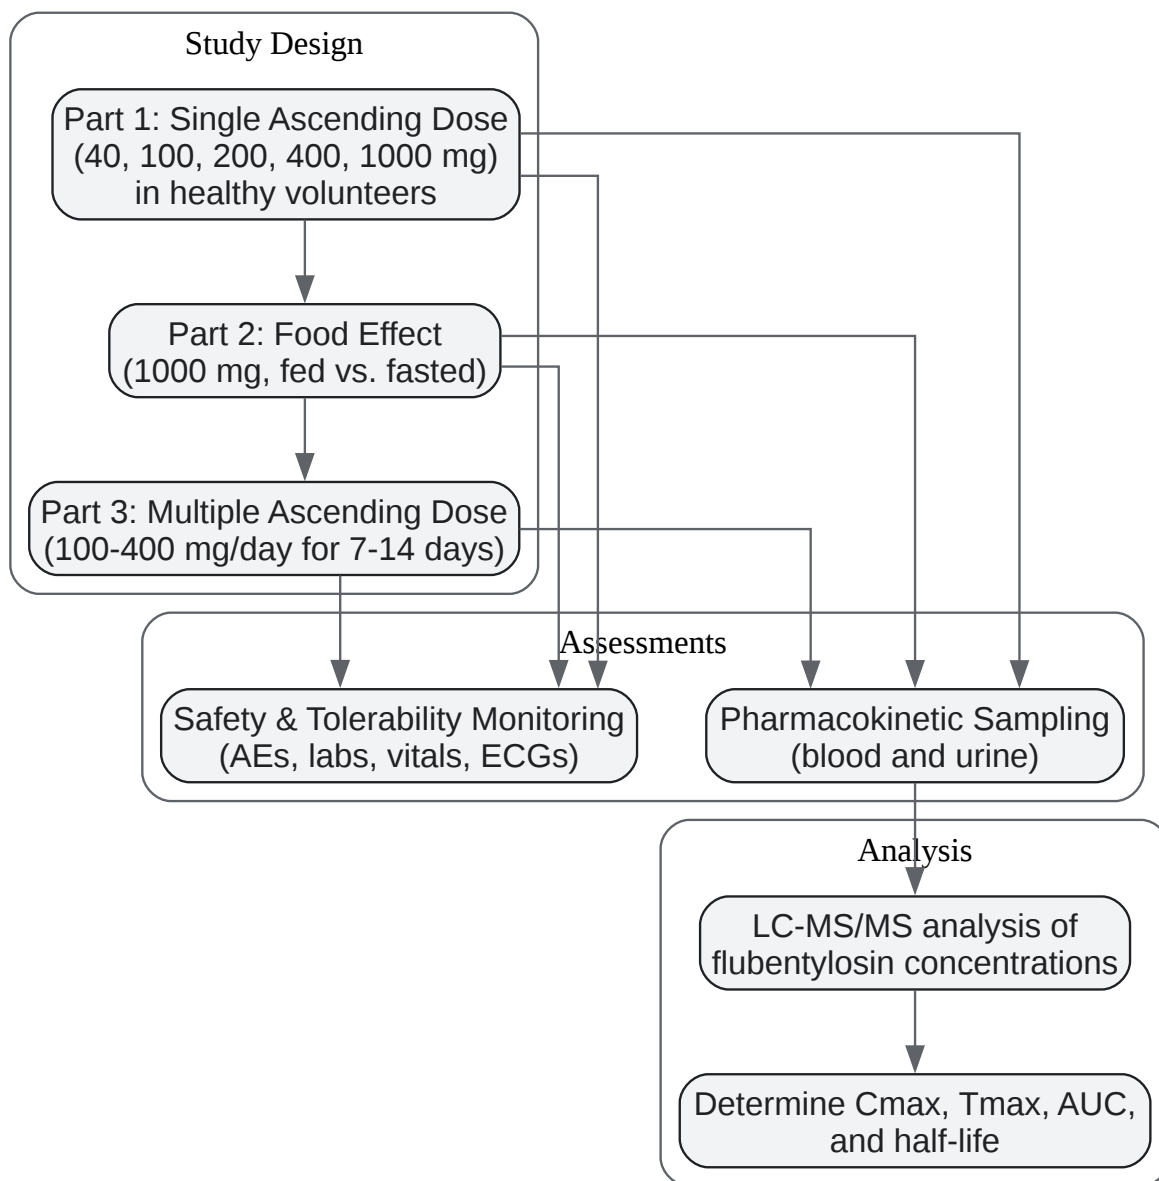 Study Design
Part 1: Single Ascending Dose
(40, 100, 200, 400, 1000 mg)
in healthy volunteers
Part 2: Food Effect
(1000 mg, fed vs. fasted)
Part 3: Multiple Ascending Dose
(100-400 mg/day for 7-14 days)
Assessments
Safety & Tolerability Monitoring
(AEs, labs, vitals, ECGs)
Pharmacokinetic Sampling
(blood and urine)
Analysis
LC-MS/MS analysis of
flubentylosin concentrations
Determine Cmax, Tmax, AUC,
and half-life